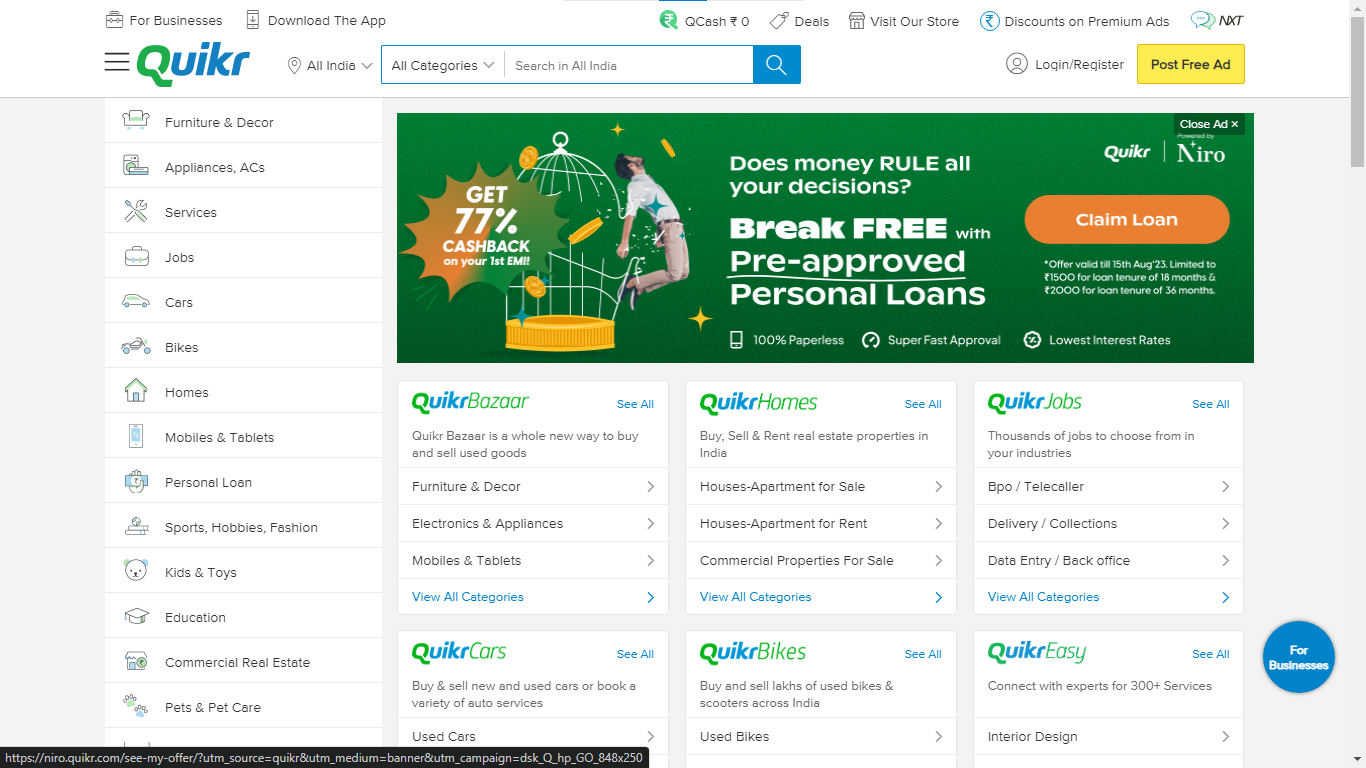 For Businesses
Download The App
QCash ₹ 0
Deals
Visit Our Store
Discounts on Premium Ads
NXT
Quikr
All India
All Categories
Search in All India
Login/Register
Post Free Ad
Furniture & Decor
Appliances, ACs
Services
Jobs
Cars
Bikes
Homes
Mobiles & Tablets
Personal Loan
Sports, Hobbies, Fashion
Kids & Toys
Education
Commercial Real Estate
Pets & Pet Care
Close Ad ×
Powered by
Quikr
Niro
GET
77%
CASHBACK
on your 1st EMI!
Does money RULE all
your decisions?
Break FREE with
Pre-approved
Personal Loans
100% Paperless
Super Fast Approval
Lowest Interest Rates
Claim Loan
*Offer valid till 15th Aug'23. Limited to
₹1500 for loan tenure of 18 months &
₹2000 for loan tenure of 36 months.
QuikrBazaar
See All
Quikr Bazaar is a whole new way to buy
and sell used goods
Furniture & Decor
Electronics & Appliances
Mobiles & Tablets
View All Categories
QuikrHomes
See All
Buy, Sell & Rent real estate properties in
India
Houses-Apartment for Sale
Houses-Apartment for Rent
Commercial Properties For Sale
View All Categories
QuikrJobs
See All
Thousands of jobs to choose from in
your industries
Bpo / Telecaller
Delivery / Collections
Data Entry / Back office
View All Categories
QuikrCars
See All
Buy & sell new and used cars or book a
variety of auto services
Used Cars
QuikrBikes
See All
Buy and sell lakhs of used bikes &
scooters across India
Used Bikes
QuikrEasy
See All
Connect with experts for 300+ Services
Interior Design
For
Businesses
https://niro.quikr.com/see-my-offer/?utm_source=quikr&utm_medium=banner&utm_campaign=dsk_Q_hp_GO_848x250